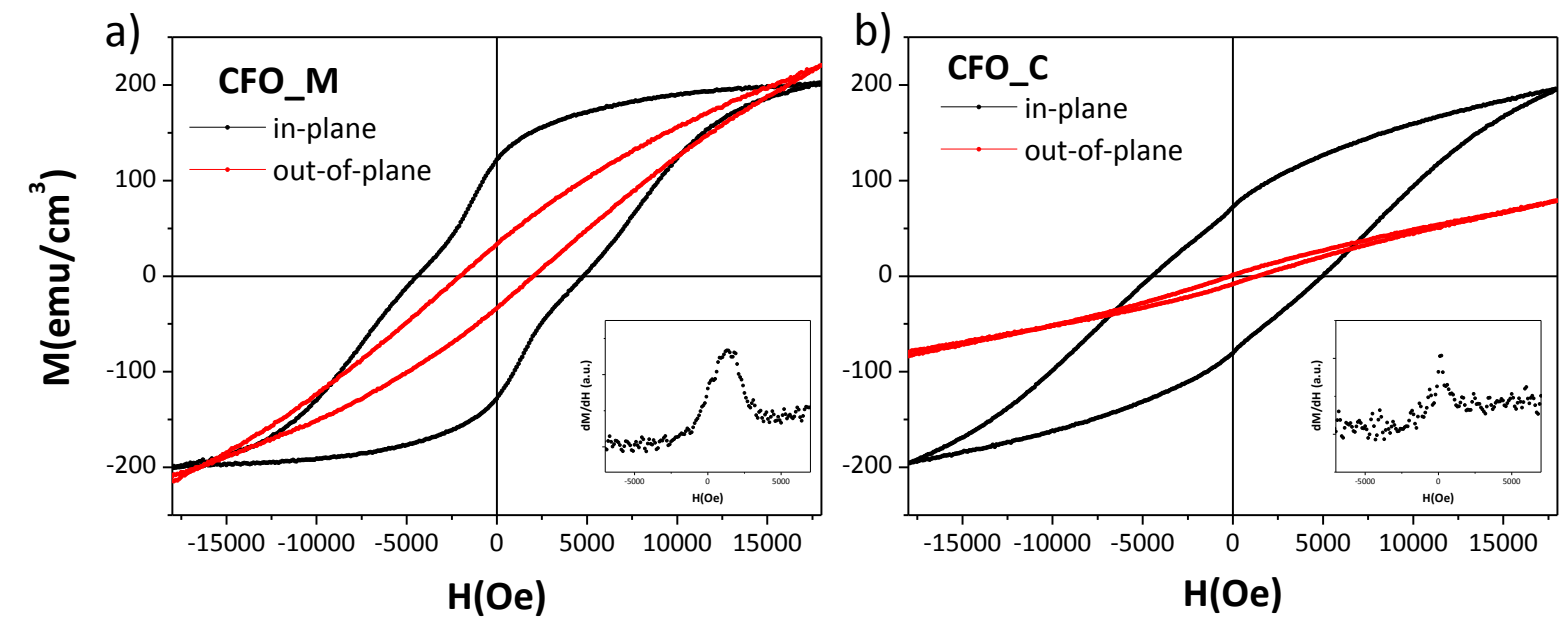 a)
CFO_M
in-plane
out-of-plane
M(emu/cm³)
200
100
0
-100
-200
-15000 -10000 -5000 0 5000 10000 15000
H(Oe)
dM/dH (a.u.)
-5000 0 5000
H(Oe)
b)
CFO_C
in-plane
out-of-plane
200
100
0
-100
-200
-15000 -10000 -5000 0 5000 10000 15000
H(Oe)
dM/dH (a.u.)
-5000 0 5000
H(Oe)